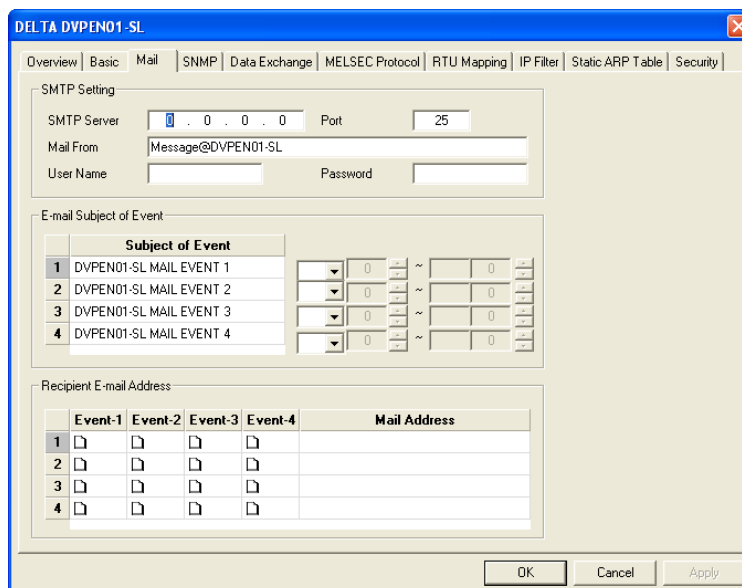 DELTA DVPEN01-SL
Overview Basic Mail SNMP Data Exchange MELSEC Protocol RTU Mapping IP Filter Static ARP Table Security
SMTP Setting
SMTP Server 0 . 0 . 0 . 0 Port 25
Mail From Message@DVPEN01-SL
User Name Password
E-mail Subject of Event
Subject of Event
1 DVPEN01-SL MAIL EVENT 1 0 ~ 0
2 DVPEN01-SL MAIL EVENT 2 0 ~ 0
3 DVPEN01-SL MAIL EVENT 3 0 ~ 0
4 DVPEN01-SL MAIL EVENT 4 0 ~ 0
Recipient E-mail Address
Event-1 Event-2 Event-3 Event-4 Mail Address
1
2
3
4
OK Cancel Apply